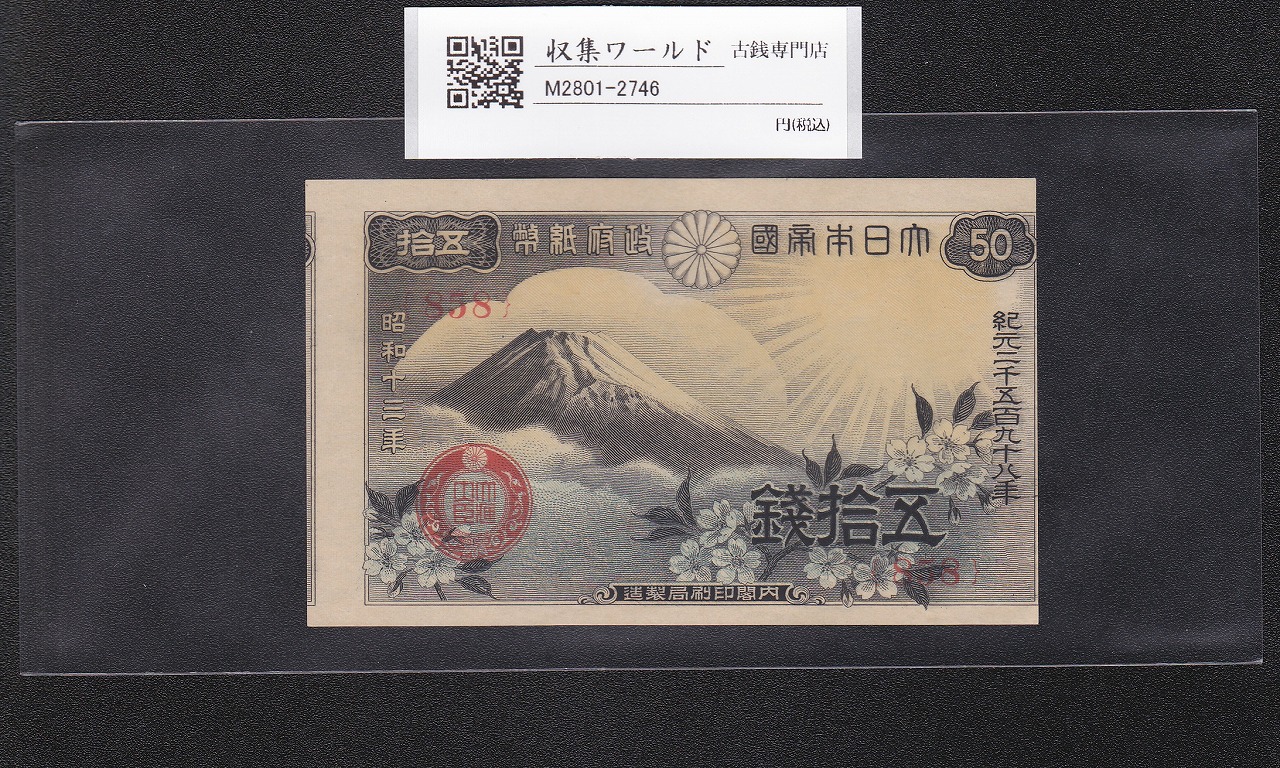 収集ワールド 古銭専門店
M2801-2746
円(税込)
50 大日本帝國 政府紙幣 五拾
{858}
紀元二千五百九十八年
昭和十三年
五拾錢
858}
内閣印刷局製造